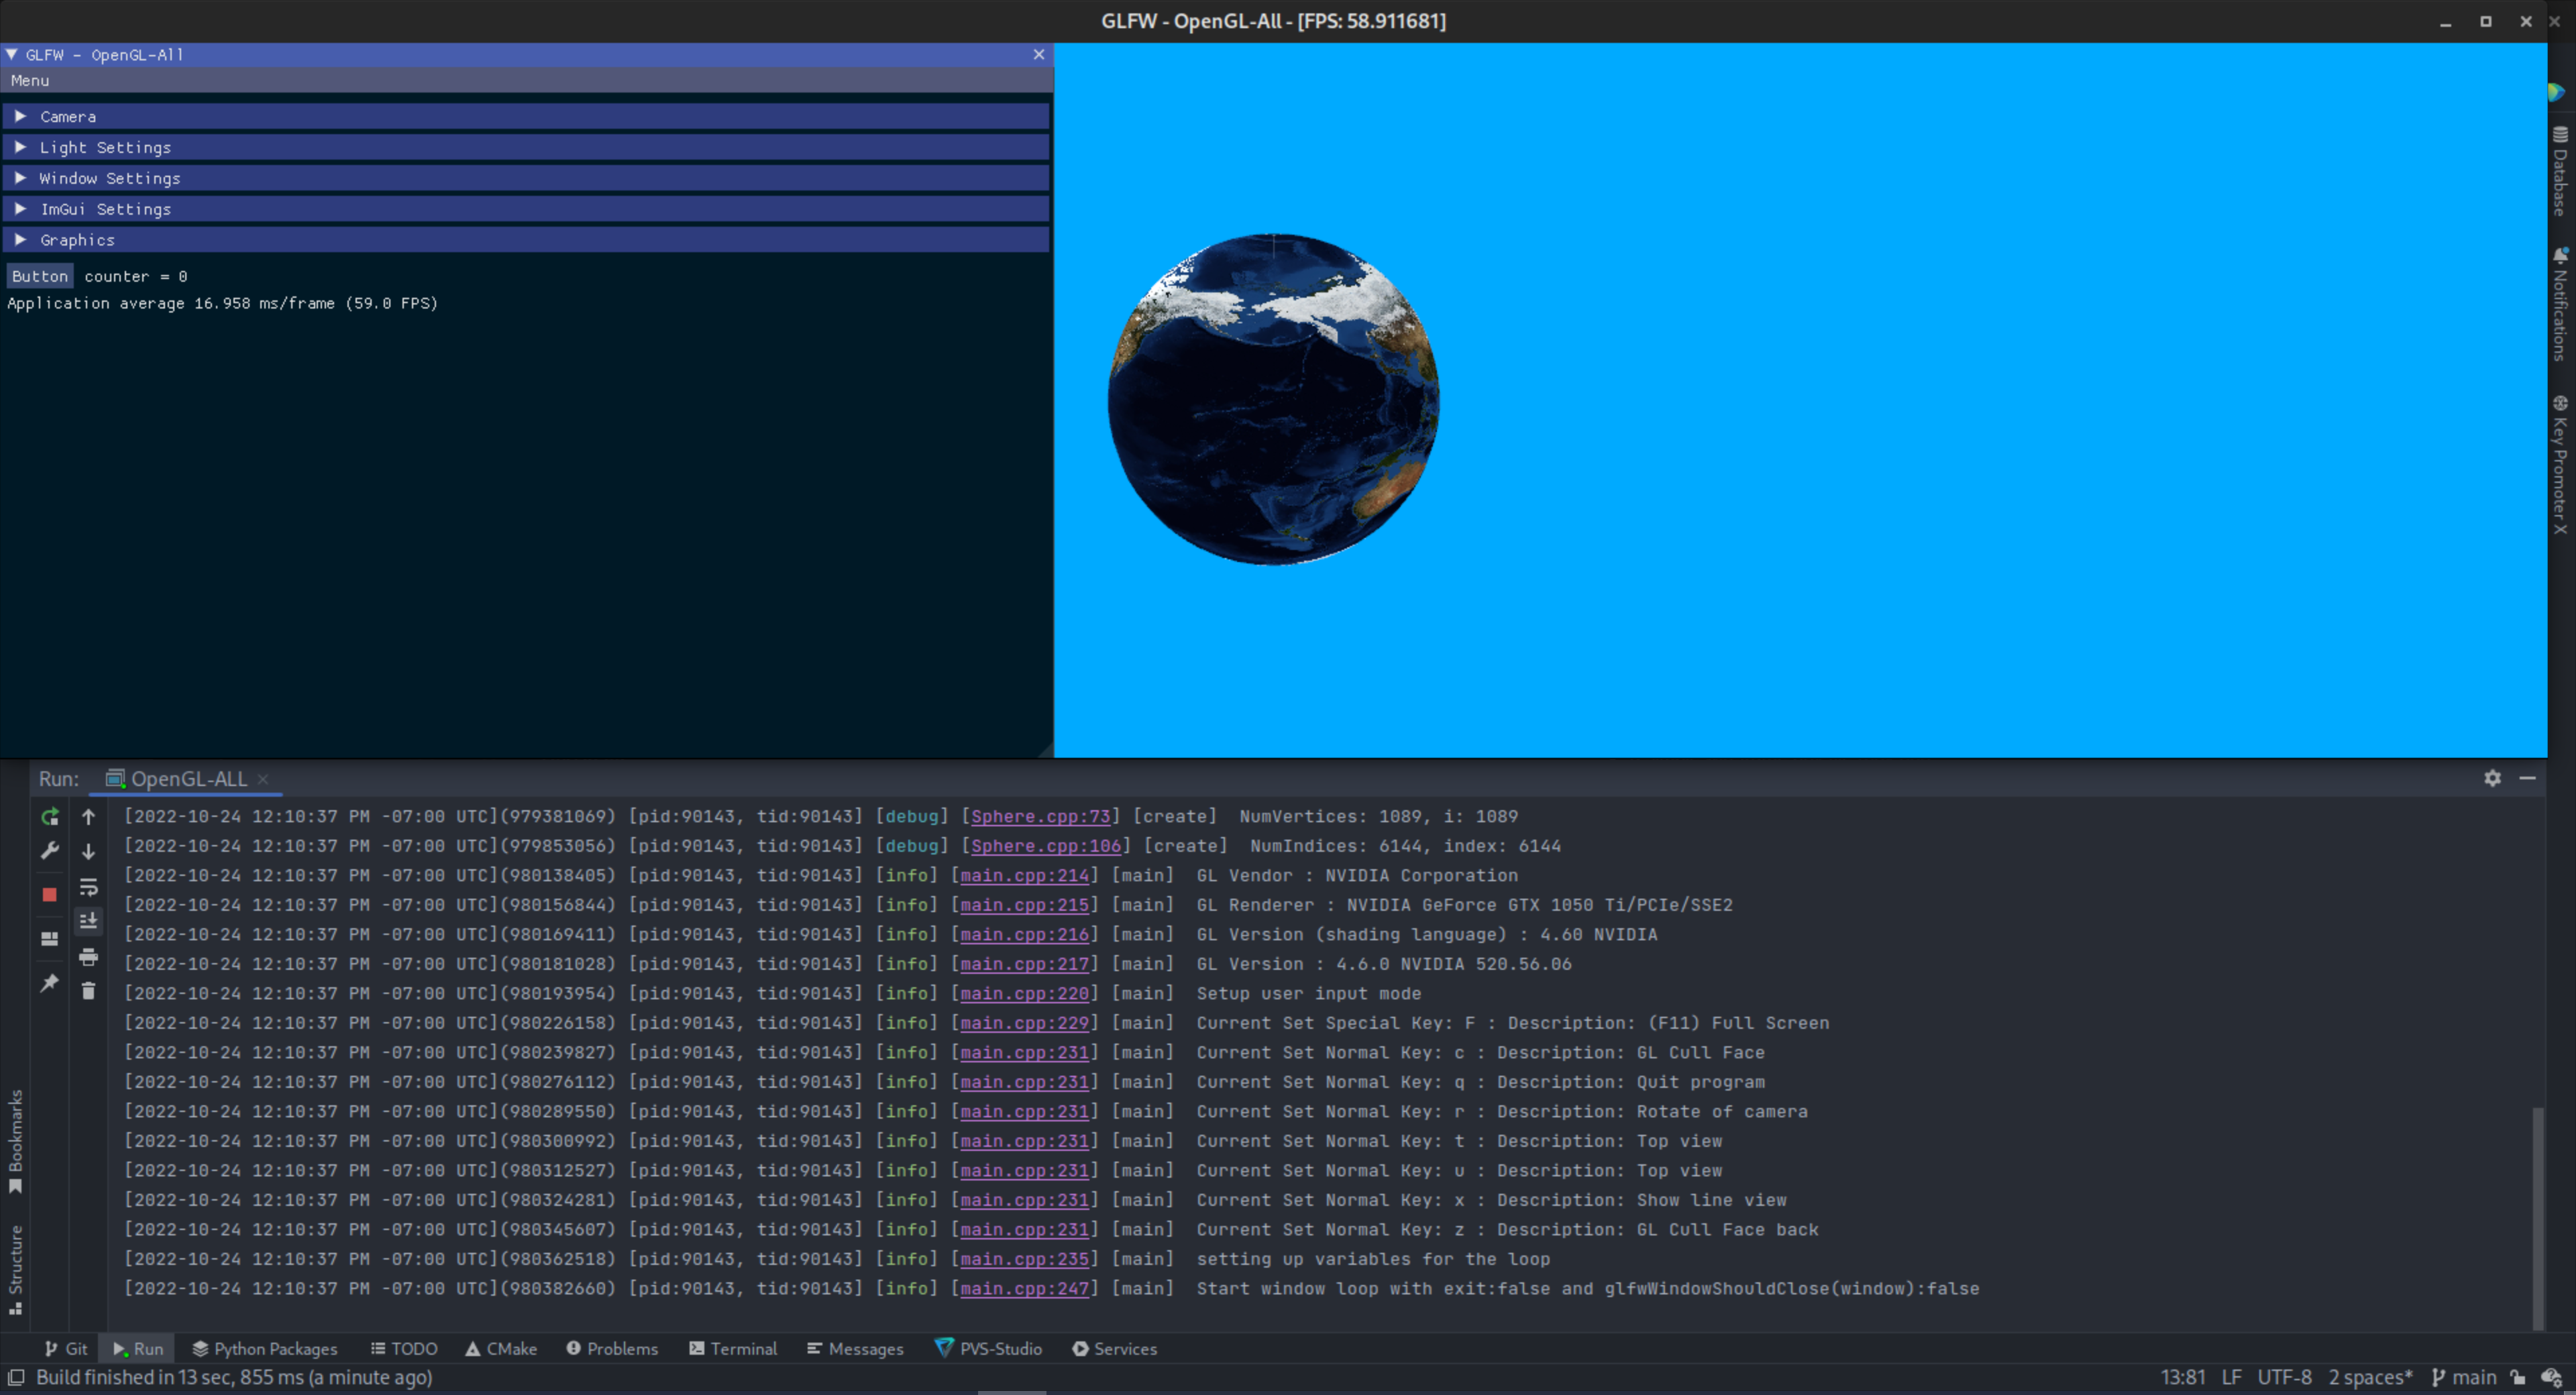 GLFW - OpenGL-All - [FPS: 58.911681]
GLFW - OpenGL-All
Menu
Camera
Light Settings
Window Settings
ImGui Settings
Graphics
Button counter = 0
Application average 16.958 ms/frame (59.0 FPS)
Database
Notifications
Key Promoter X
Run: OpenGL-ALL
[2022-10-24 12:10:37 PM -07:00 UTC](979381069) [pid:90143, tid:90143] [debug] [Sphere.cpp:73] [create] NumVertices: 1089, i: 1089
[2022-10-24 12:10:37 PM -07:00 UTC](979853056) [pid:90143, tid:90143] [debug] [Sphere.cpp:106] [create] NumIndices: 6144, index: 6144
[2022-10-24 12:10:37 PM -07:00 UTC](980138405) [pid:90143, tid:90143] [info] [main.cpp:214] [main] GL Vendor : NVIDIA Corporation
[2022-10-24 12:10:37 PM -07:00 UTC](980156844) [pid:90143, tid:90143] [info] [main.cpp:215] [main] GL Renderer : NVIDIA GeForce GTX 1050 Ti/PCIe/SSE2
[2022-10-24 12:10:37 PM -07:00 UTC](980169411) [pid:90143, tid:90143] [info] [main.cpp:216] [main] GL Version (shading language) : 4.60 NVIDIA
[2022-10-24 12:10:37 PM -07:00 UTC](980181028) [pid:90143, tid:90143] [info] [main.cpp:217] [main] GL Version : 4.6.0 NVIDIA 520.56.06
[2022-10-24 12:10:37 PM -07:00 UTC](980193954) [pid:90143, tid:90143] [info] [main.cpp:220] [main] Setup user input mode
[2022-10-24 12:10:37 PM -07:00 UTC](980226158) [pid:90143, tid:90143] [info] [main.cpp:229] [main] Current Set Special Key: F : Description: (F11) Full Screen
[2022-10-24 12:10:37 PM -07:00 UTC](980239827) [pid:90143, tid:90143] [info] [main.cpp:231] [main] Current Set Normal Key: c : Description: GL Cull Face
[2022-10-24 12:10:37 PM -07:00 UTC](980276112) [pid:90143, tid:90143] [info] [main.cpp:231] [main] Current Set Normal Key: q : Description: Quit program
[2022-10-24 12:10:37 PM -07:00 UTC](980289550) [pid:90143, tid:90143] [info] [main.cpp:231] [main] Current Set Normal Key: r : Description: Rotate of camera
[2022-10-24 12:10:37 PM -07:00 UTC](980300992) [pid:90143, tid:90143] [info] [main.cpp:231] [main] Current Set Normal Key: t : Description: Top view
[2022-10-24 12:10:37 PM -07:00 UTC](980312527) [pid:90143, tid:90143] [info] [main.cpp:231] [main] Current Set Normal Key: u : Description: Top view
[2022-10-24 12:10:37 PM -07:00 UTC](980324281) [pid:90143, tid:90143] [info] [main.cpp:231] [main] Current Set Normal Key: x : Description: Show line view
[2022-10-24 12:10:37 PM -07:00 UTC](980345607) [pid:90143, tid:90143] [info] [main.cpp:231] [main] Current Set Normal Key: z : Description: GL Cull Face back
[2022-10-24 12:10:37 PM -07:00 UTC](980362518) [pid:90143, tid:90143] [info] [main.cpp:235] [main] setting up variables for the loop
[2022-10-24 12:10:37 PM -07:00 UTC](980382660) [pid:90143, tid:90143] [info] [main.cpp:247] [main] Start window loop with exit:false and glfwWindowShouldClose(window):false
Bookmarks
Structure
Git Run Python Packages TODO CMake Problems Terminal Messages PVS-Studio Services
Build finished in 13 sec, 855 ms (a minute ago) 13:81 LF UTF-8 2 spaces* main